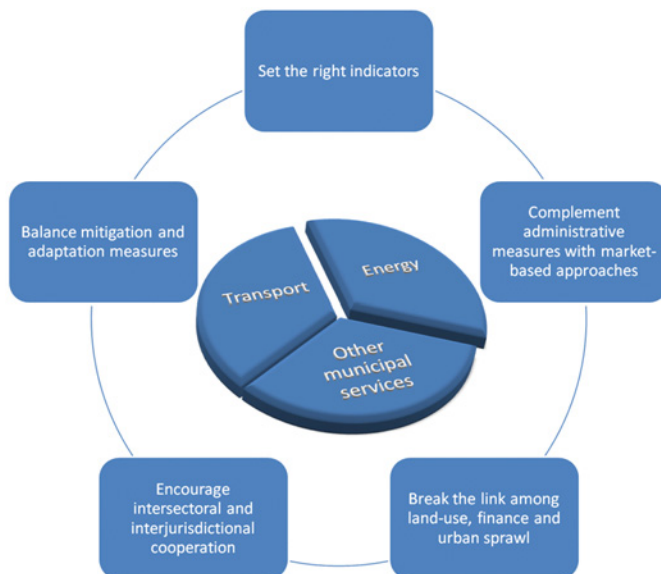 Set the right indicators
Complement
administrative
measures with market-
based approaches
Break the link among
land-use, finance and
urban sprawl
Encourage
intersectoral and
interjurisdictional
cooperation
Balance mitigation and
adaptation measures
Energy
Other
municipal
services
Transport